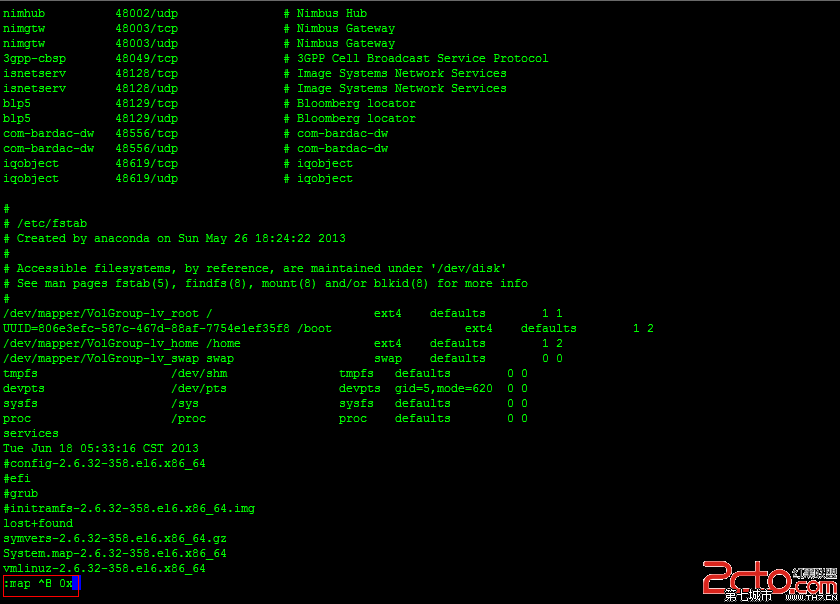 nimhub          48002/udp               # Nimbus Hub
nimgtw          48003/tcp               # Nimbus Gateway
nimgtw          48003/udp               # Nimbus Gateway
3gpp-cbsp       48049/tcp               # 3GPP Cell Broadcast Service Protocol
isnetserv       48128/tcp               # Image Systems Network Services
isnetserv       48128/udp               # Image Systems Network Services
blp5            48129/tcp               # Bloomberg locator
blp5            48129/udp               # Bloomberg locator
com-bardac-dw   48556/tcp               # com-bardac-dw
com-bardac-dw   48556/udp               # com-bardac-dw
iqobject        48619/tcp               # iqobject
iqobject        48619/udp               # iqobject
#
# /etc/fstab
# Created by anaconda on Sun May 26 18:24:22 2013
#
# Accessible filesystems, by reference, are maintained under '/dev/disk'
# See man pages fstab(5), findfs(8), mount(8) and/or blkid(8) for more info
#
/dev/mapper/VolGroup-lv_root /                       ext4    defaults        1 1
UUID=806e3efc-587c-467d-88af-7754e1ef35f8 /boot                   ext4    defaults        1 2
/dev/mapper/VolGroup-lv_home /home                   ext4    defaults        1 2
/dev/mapper/VolGroup-lv_swap swap                    swap    defaults        0 0
tmpfs                   /dev/shm                tmpfs   defaults        0 0
devpts                  /dev/pts                devpts  gid=5,mode=620  0 0
sysfs                   /sys                    sysfs   defaults        0 0
proc                    /proc                   proc    defaults        0 0
services
Tue Jun 18 05:33:16 CST 2013
#config-2.6.32-358.el6.x86_64
#efi
#grub
#initramfs-2.6.32-358.el6.x86_64.img
lost+found
symvers-2.6.32-358.el6.x86_64.gz
System.map-2.6.32-358.el6.x86_64
vmlinuz-2.6.32-358.el6.x86_64
:map ^B 0x
2cto.com
第七城市